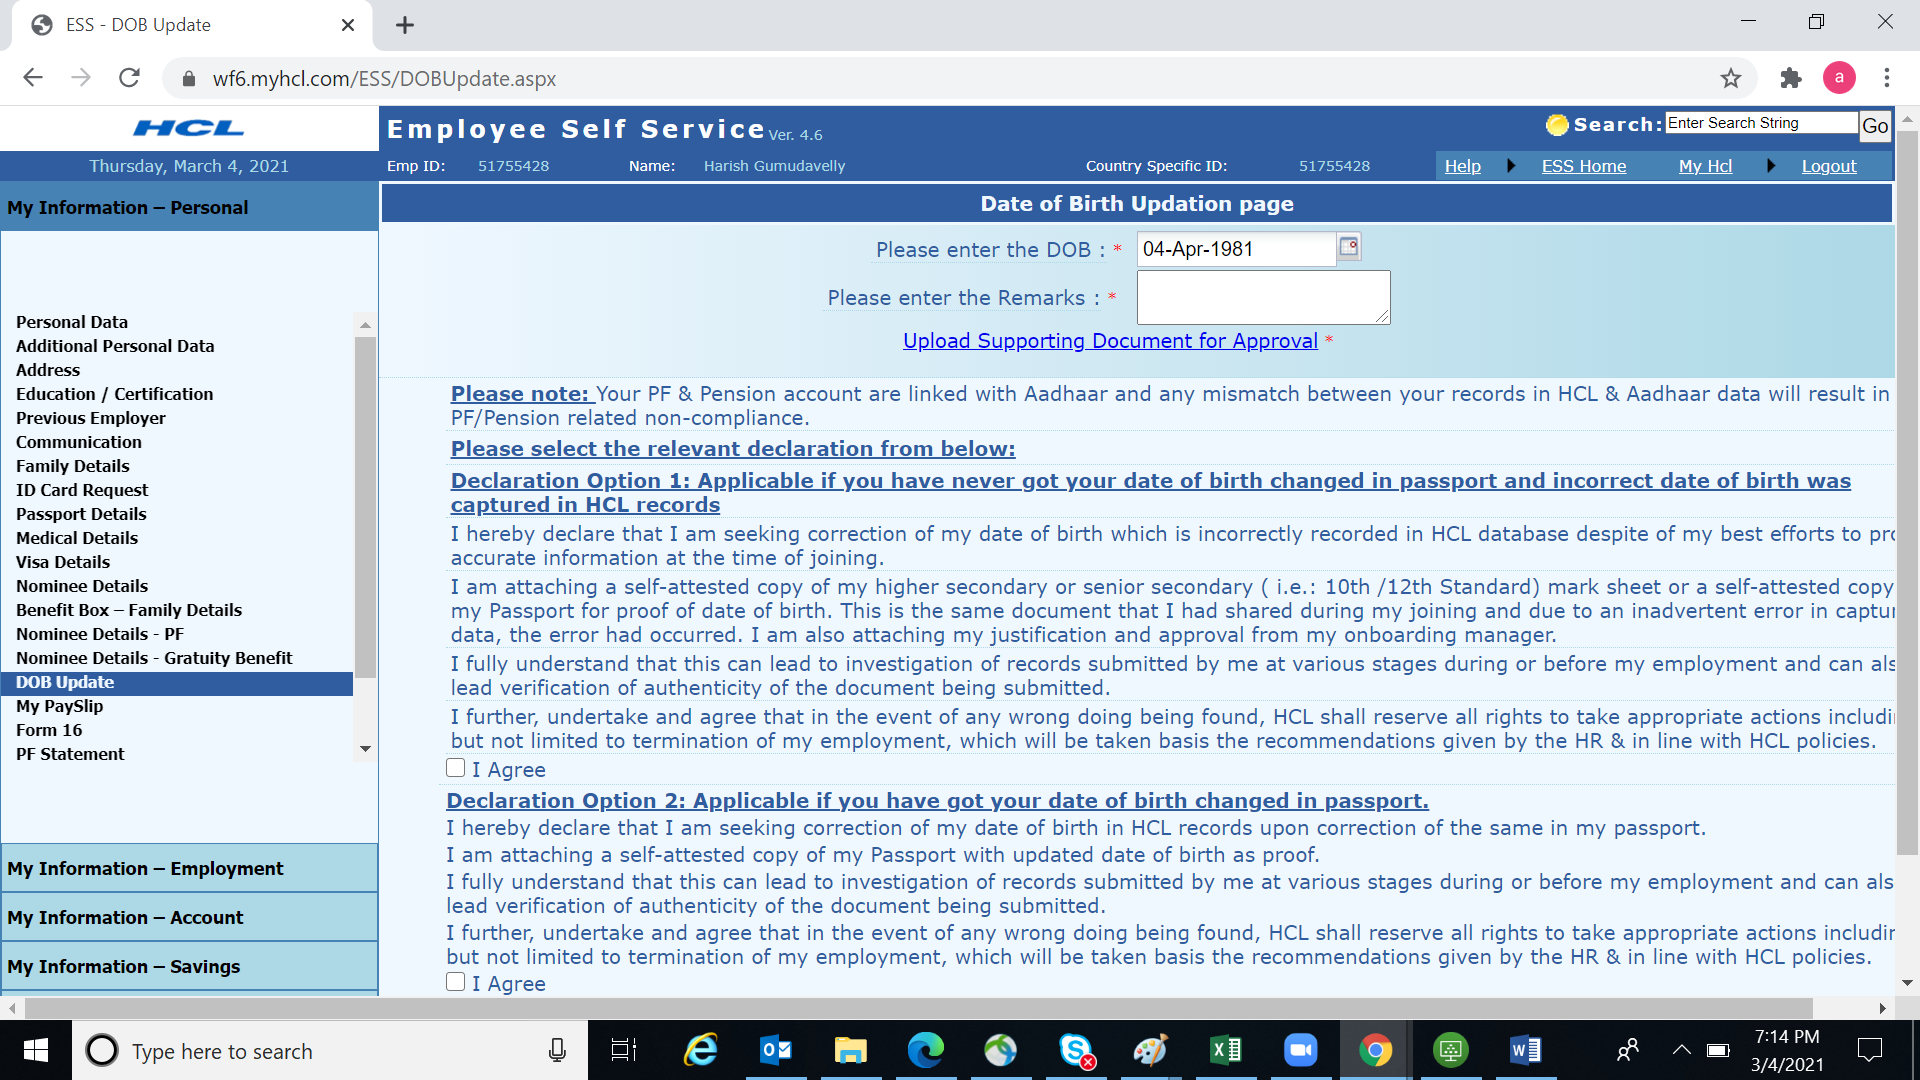 ESS - DOB Update
wf6.myhcl.com/ESS/DOBUpdate.aspx
a
HCL
Employee Self Service Ver. 4.6
Search: Enter Search String Go
Thursday, March 4, 2021
Emp ID: 51755428 Name: Harish Gumudavelly Country Specific ID: 51755428 Help ESS Home My Hcl Logout
My Information – Personal
Date of Birth Updation page
Please enter the DOB : * 04-Apr-1981
Please enter the Remarks : *
Upload Supporting Document for Approval *
Personal Data
Additional Personal Data
Address
Education / Certification
Previous Employer
Communication
Family Details
ID Card Request
Passport Details
Medical Details
Visa Details
Nominee Details
Benefit Box – Family Details
Nominee Details - PF
Nominee Details - Gratuity Benefit
DOB Update
My PaySlip
Form 16
PF Statement
My Information – Employment
My Information – Account
My Information – Savings
Please note: Your PF & Pension account are linked with Aadhaar and any mismatch between your records in HCL & Aadhaar data will result in
PF/Pension related non-compliance.
Please select the relevant declaration from below:
Declaration Option 1: Applicable if you have never got your date of birth changed in passport and incorrect date of birth was
captured in HCL records
I hereby declare that I am seeking correction of my date of birth which is incorrectly recorded in HCL database despite of my best efforts to pro
accurate information at the time of joining.
I am attaching a self-attested copy of my higher secondary or senior secondary ( i.e.: 10th /12th Standard) mark sheet or a self-attested copy
my Passport for proof of date of birth. This is the same document that I had shared during my joining and due to an inadvertent error in captur
data, the error had occurred. I am also attaching my justification and approval from my onboarding manager.
I fully understand that this can lead to investigation of records submitted by me at various stages during or before my employment and can als
lead verification of authenticity of the document being submitted.
I further, undertake and agree that in the event of any wrong doing being found, HCL shall reserve all rights to take appropriate actions includi
but not limited to termination of my employment, which will be taken basis the recommendations given by the HR & in line with HCL policies.
I Agree
Declaration Option 2: Applicable if you have got your date of birth changed in passport.
I hereby declare that I am seeking correction of my date of birth in HCL records upon correction of the same in my passport.
I am attaching a self-attested copy of my Passport with updated date of birth as proof.
I fully understand that this can lead to investigation of records submitted by me at various stages during or before my employment and can als
lead verification of authenticity of the document being submitted.
I further, undertake and agree that in the event of any wrong doing being found, HCL shall reserve all rights to take appropriate actions includin
but not limited to termination of my employment, which will be taken basis the recommendations given by the HR & in line with HCL policies.
I Agree
Type here to search
7:14 PM
3/4/2021